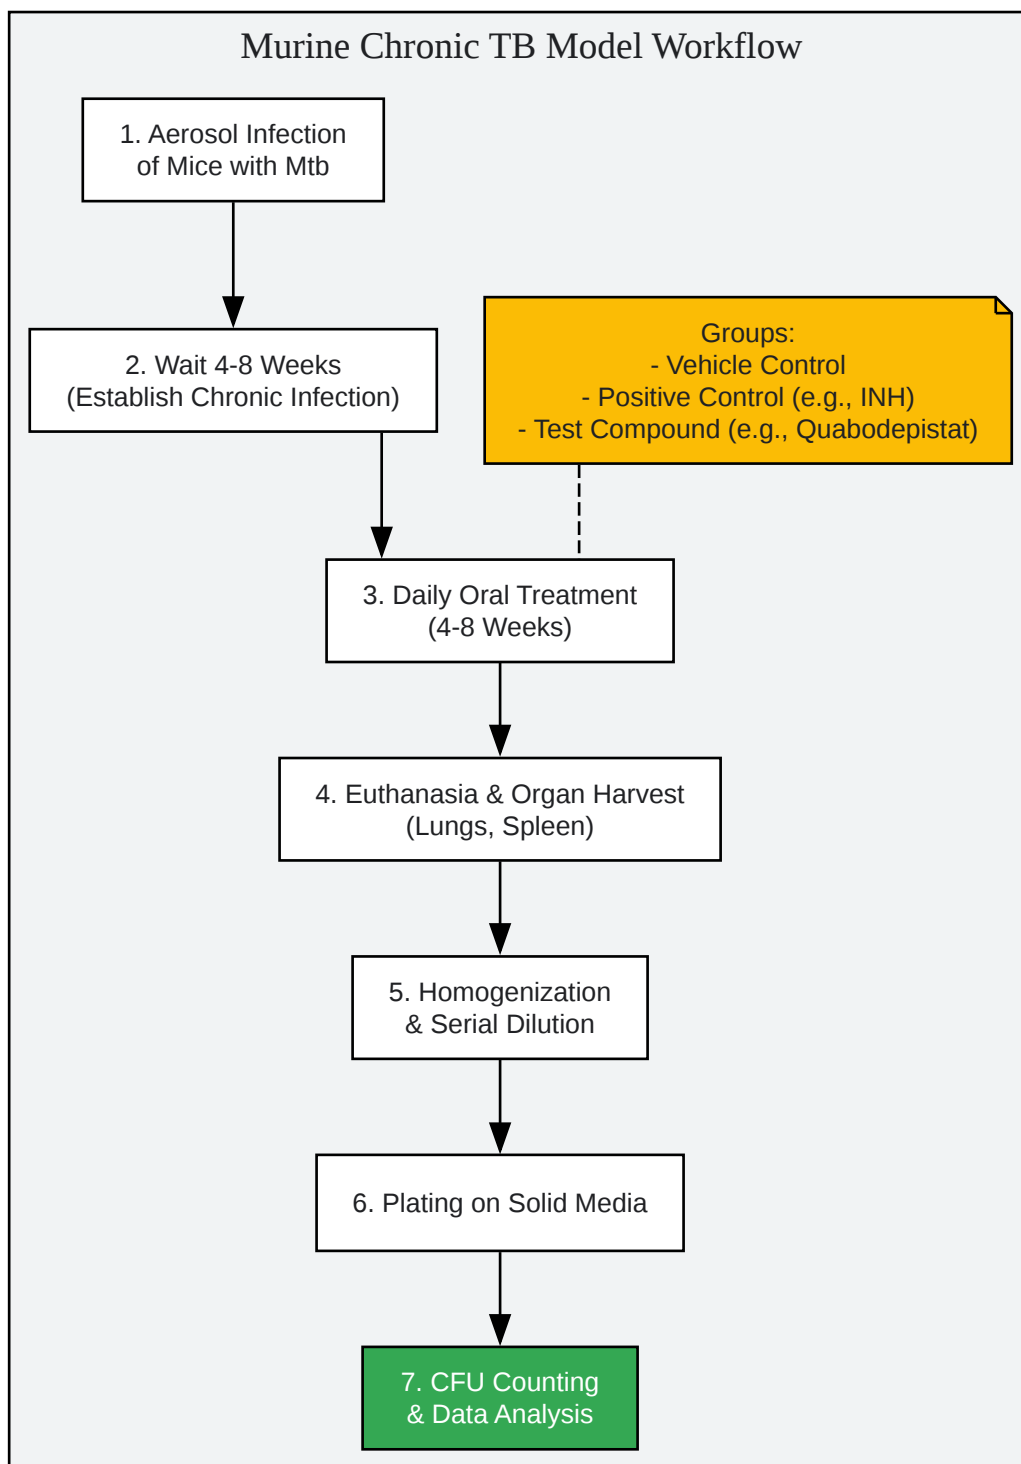 Murine Chronic TB Model Workflow
1. Aerosol Infection
of Mice with Mtb
2. Wait 4-8 Weeks
(Establish Chronic Infection)
Groups:
- Vehicle Control
- Positive Control (e.g., INH)
- Test Compound (e.g., Quabodepistat)
3. Daily Oral Treatment
(4-8 Weeks)
4. Euthanasia & Organ Harvest
(Lungs, Spleen)
5. Homogenization
& Serial Dilution
6. Plating on Solid Media
7. CFU Counting
& Data Analysis